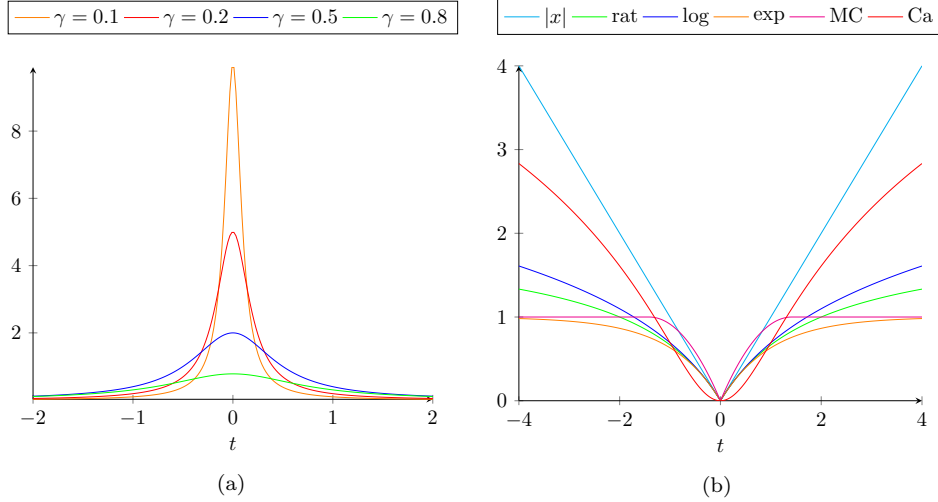 γ = 0.1 γ = 0.2 γ = 0.5 γ = 0.8
8
6
4
2
−2 −1 0 1 2
t
(a)
|x| rat log exp MC Ca
4
3
2
1
0
−4 −2 0 2 4
t
(b)